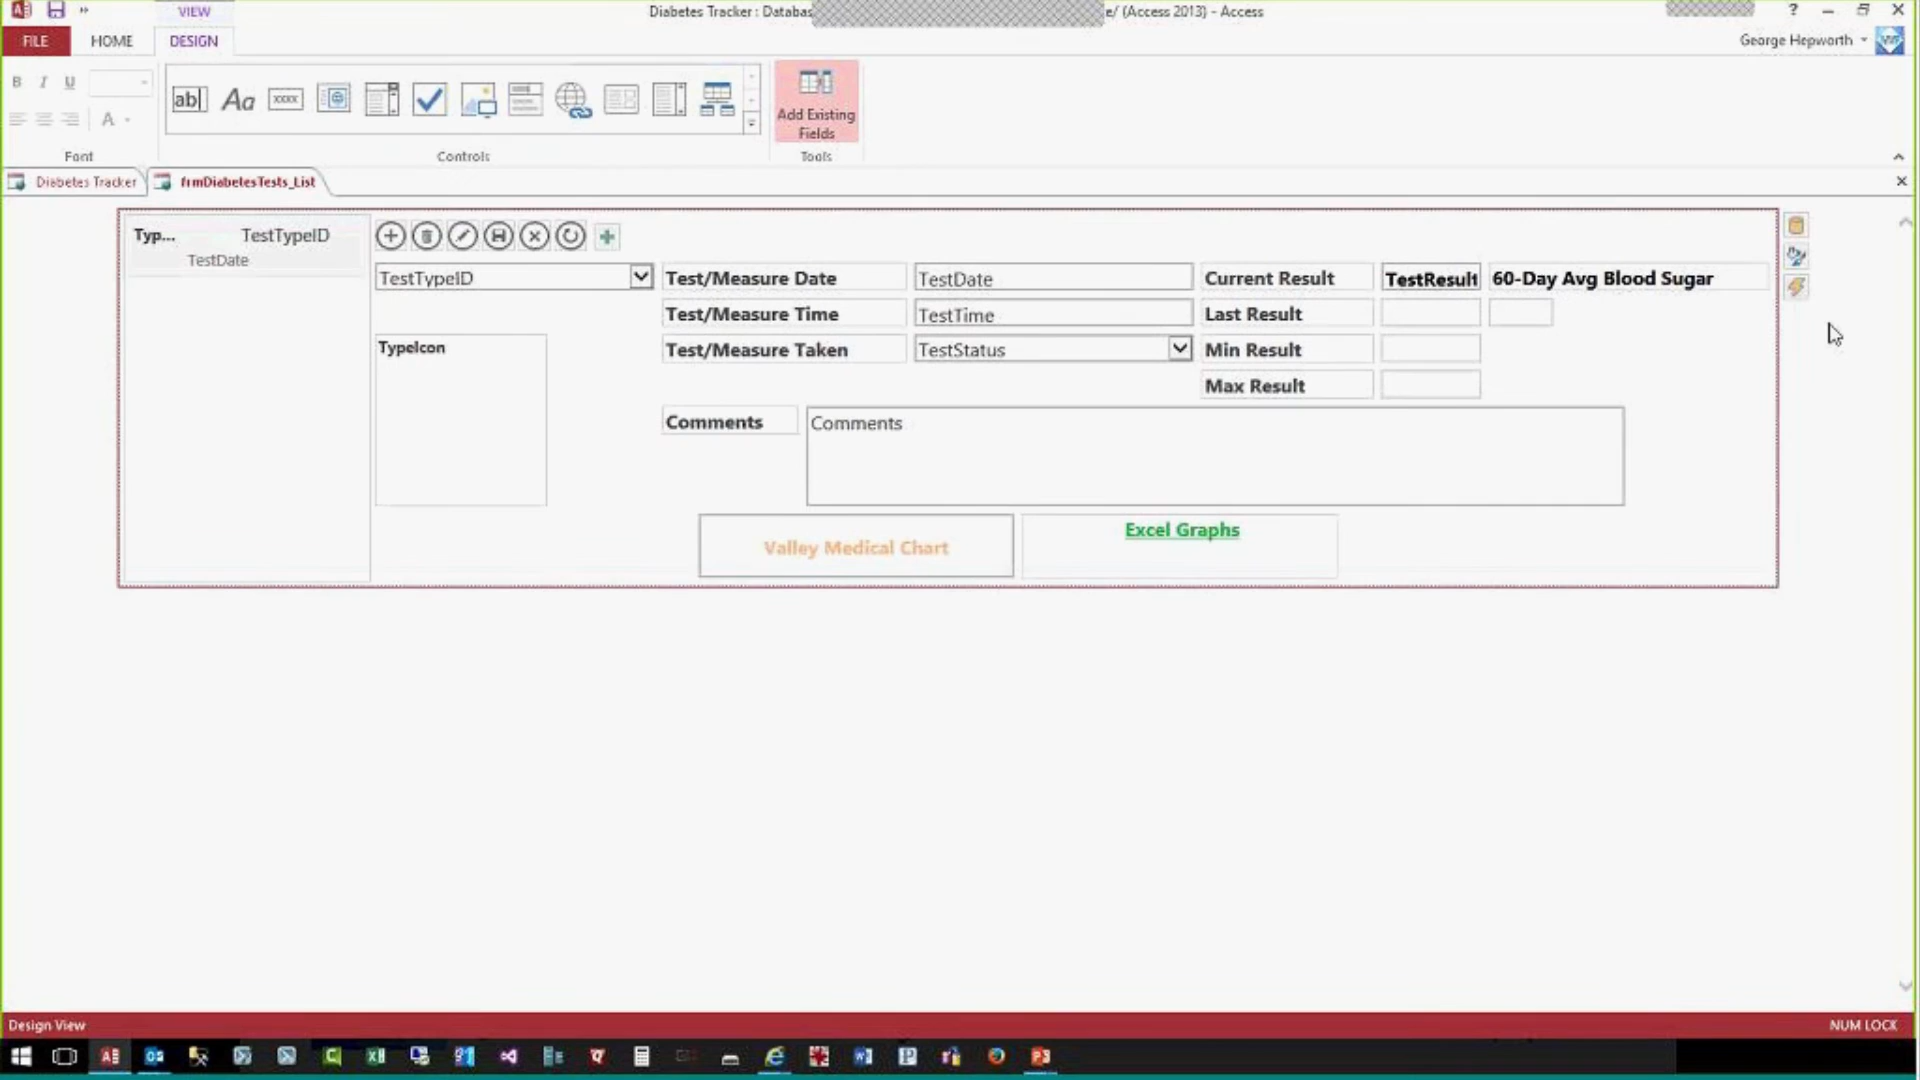 VIEW
Diabetes Tracker : Databas e/ (Access 2013) - Access
FILE HOME DESIGN George Hepworth
B I U
ab Aa xxxx
A
Add Existing Fields
Font Controls Tools
Diabetes Tracker frmDiabetesTests_List
Typ... TestTypeID
TestDate
TestTypeID Test/Measure Date TestDate Current Result TestResult 60-Day Avg Blood Sugar
Test/Measure Time TestTime Last Result
TypeIcon Test/Measure Taken TestStatus Min Result
Max Result
Comments Comments
Valley Medical Chart Excel Graphs
Design View NUM LOCK